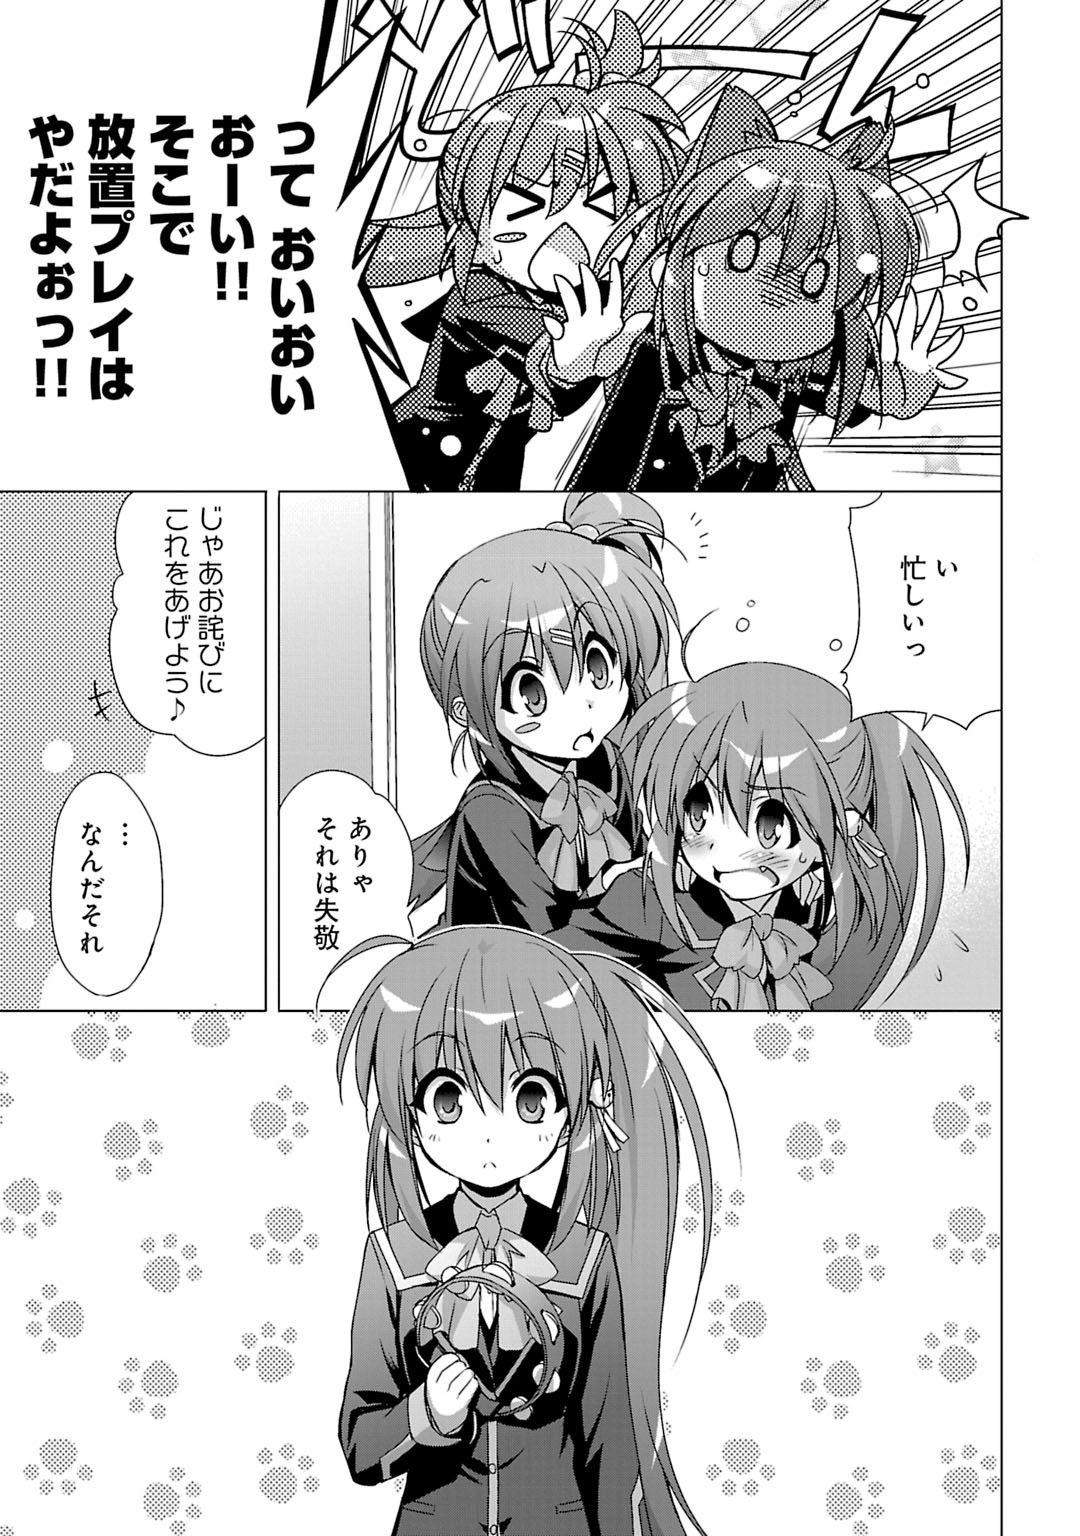 って おいおい
おーい!!
そこで
放置プレイは
やだよぉっ!!
い
忙しいっ
ありゃ
それは失敬
じゃあお詫びに
これをあげよう♪
…
なんだそれ